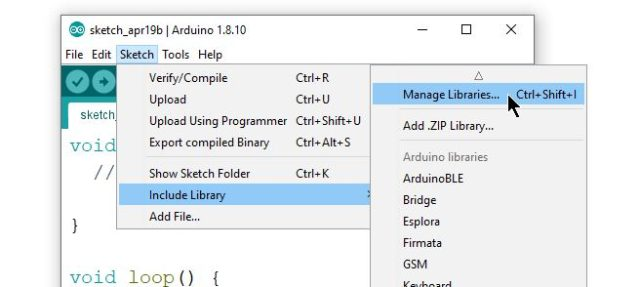 sketch_apr19b | Arduino 1.8.10
File Edit Sketch Tools Help
Verify/Compile Ctrl+R
Upload Ctrl+U
Upload Using Programmer Ctrl+Shift+U
Export compiled Binary Ctrl+Alt+S
Show Sketch Folder Ctrl+K
Include Library
Add File...
Manage Libraries... Ctrl+Shift+I
Add .ZIP Library...
Arduino libraries
ArduinoBLE
Bridge
Esplora
Firmata
GSM
Keyboard
sketch_
void
//
}
void loop() {